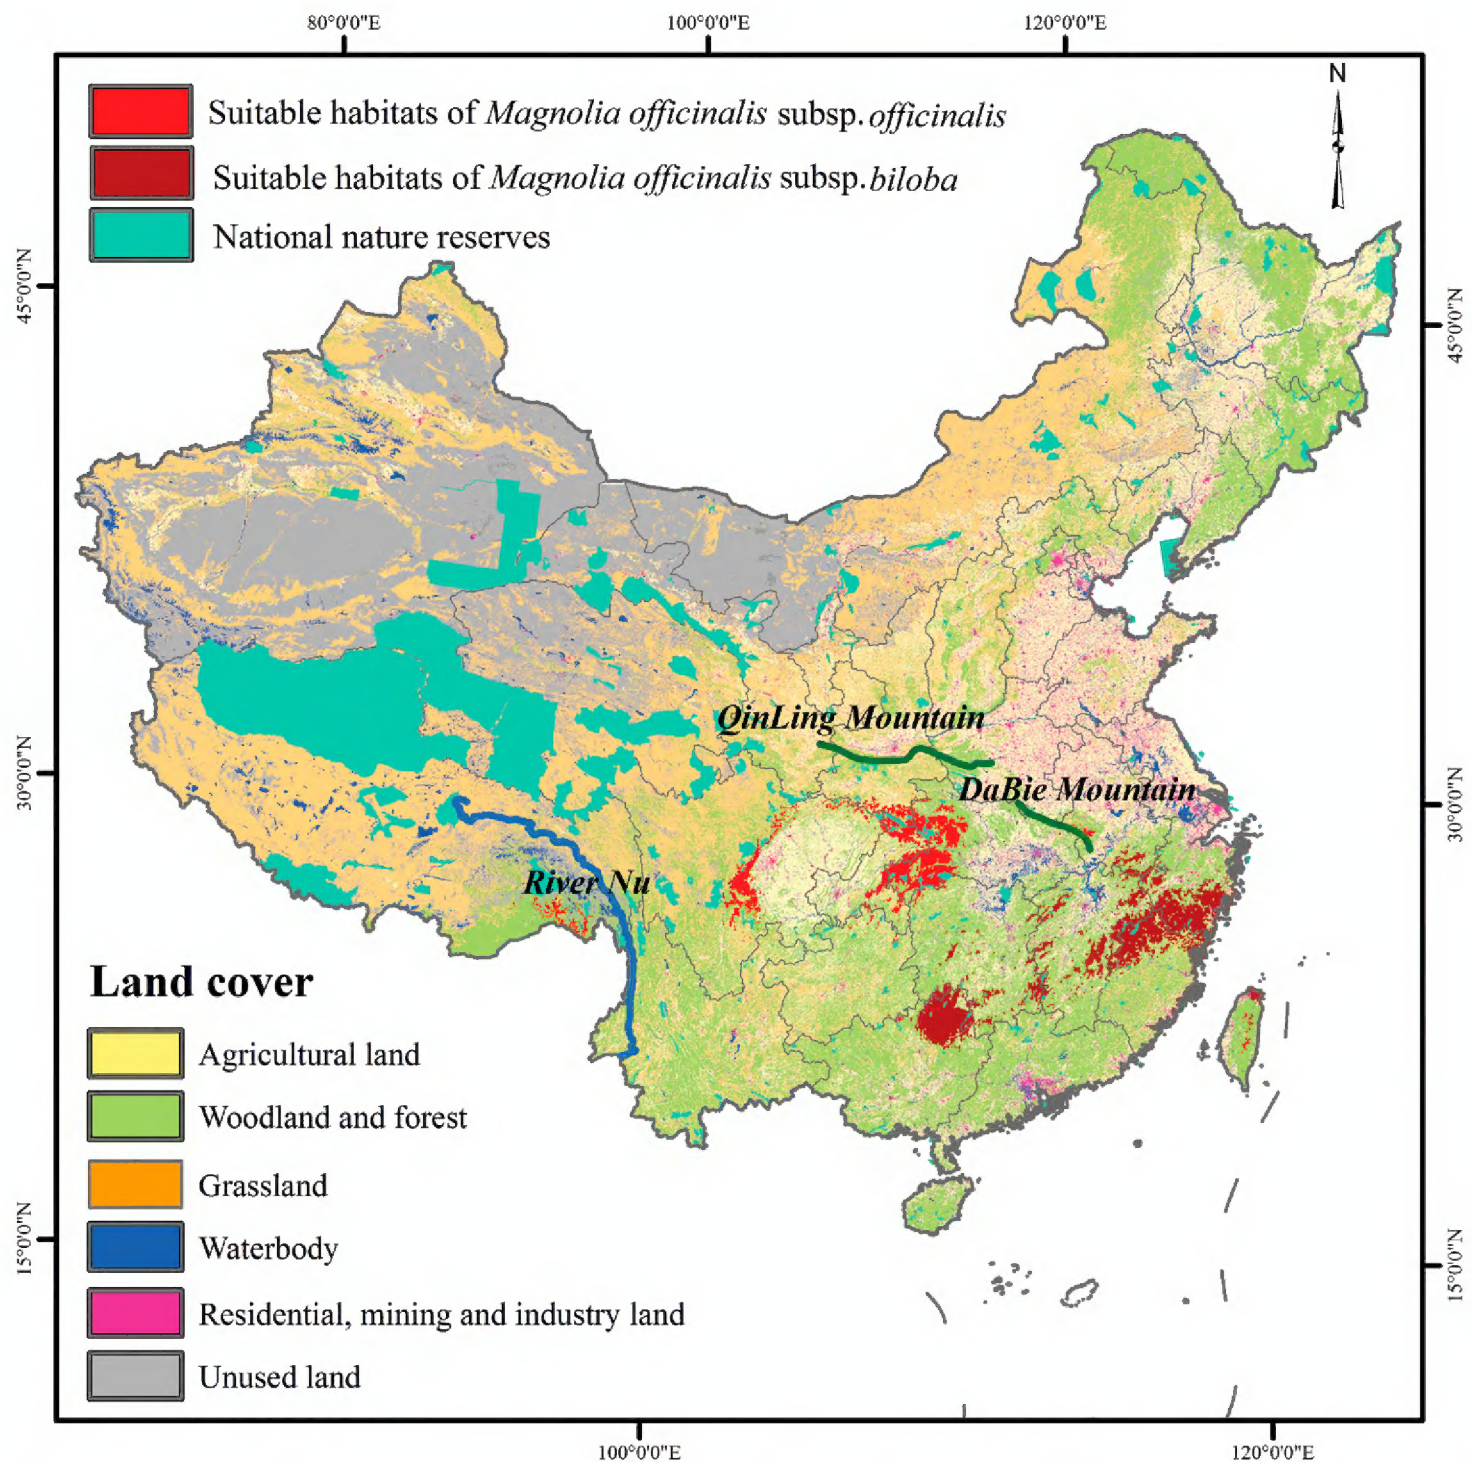 80°0'0"E
100°0'0"E
120°0'0"E
N
Suitable habitats of Magnolia officinalis subsp.officinalis
Suitable habitats of Magnolia officinalis subsp.biloba
National nature reserves
45°0'0"N
45°0'0"N
QinLing Mountain
30°0'0"N
DaBie Mountain
30°0'0"N
River Nu
Land cover
Agricultural land
Woodland and forest
Grassland
Waterbody
15°0'0"N
15°0'0"N
Residential, mining and industry land
Unused land
100°0'0"E
120°0'0"E